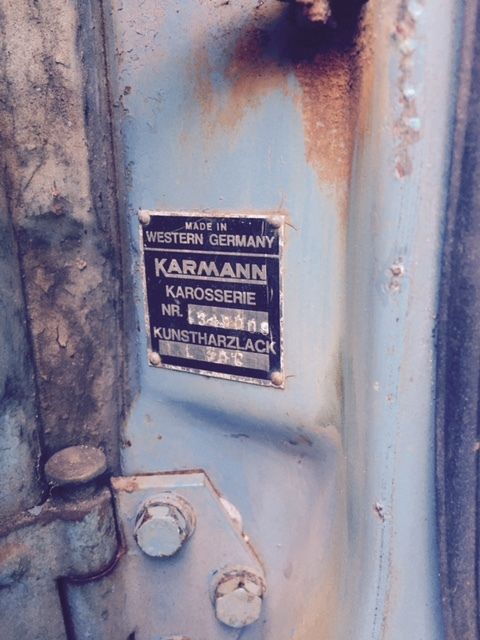 MADE IN
WESTERN GERMANY
KARMANN
KAROSSERIE
NR.
KUNSTHARZLACK